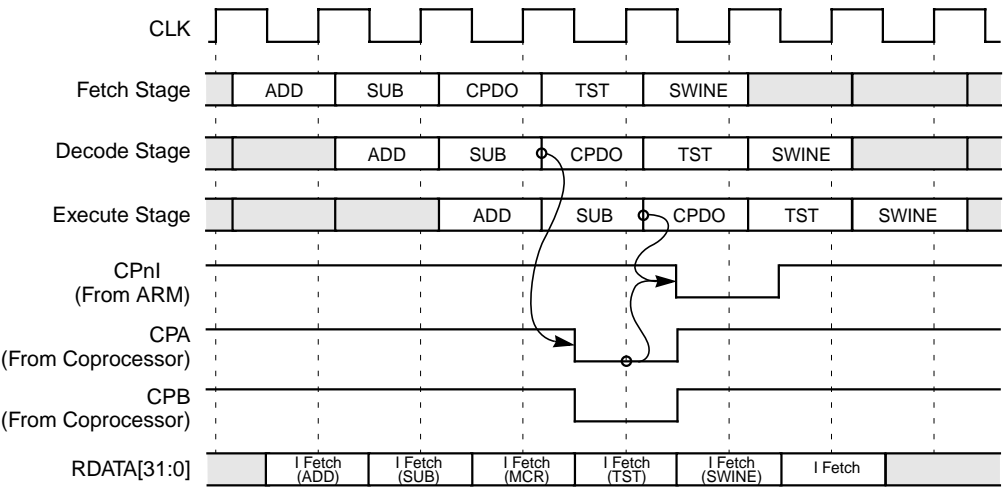 CLK
Fetch Stage ADD SUB CPDO TST SWINE
Decode Stage ADD SUB CPDO TST SWINE
Execute Stage ADD SUB CPDO TST SWINE
CPnI
(From ARM)
CPA
(From Coprocessor)
CPB
(From Coprocessor)
RDATA[31:0] I Fetch (ADD) I Fetch (SUB) I Fetch (MCR) I Fetch (TST) I Fetch (SWINE) I Fetch